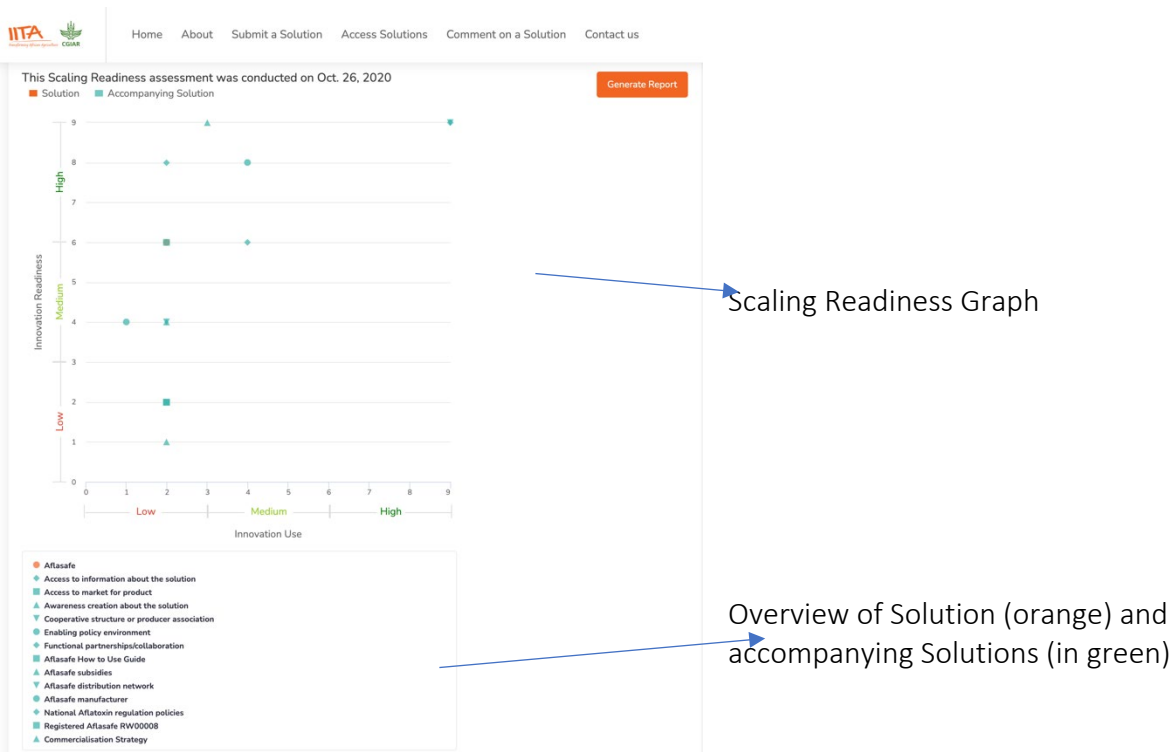 IITA
Transforming African Agriculture
CGIAR
Home About Submit a Solution Access Solutions Comment on a Solution Contact us
This Scaling Readiness assessment was conducted on Oct. 26, 2020
Solution Accompanying Solution
Generate Report
9
8
7
6
5
4
3
2
1
0
High
Medium
Low
Innovation Readiness
0 1 2 3 4 5 6 7 8 9
Low Medium High
Innovation Use
Scaling Readiness Graph
Aflasafe
Access to information about the solution
Access to market for product
Awareness creation about the solution
Cooperative structure or producer association
Enabling policy environment
Functional partnerships/collaboration
Aflasafe How to Use Guide
Aflasafe subsidies
Aflasafe distribution network
Aflasafe manufacturer
National Aflatoxin regulation policies
Registered Aflasafe RW00008
Commercialisation Strategy
Overview of Solution (orange) and
accompanying Solutions (in green)